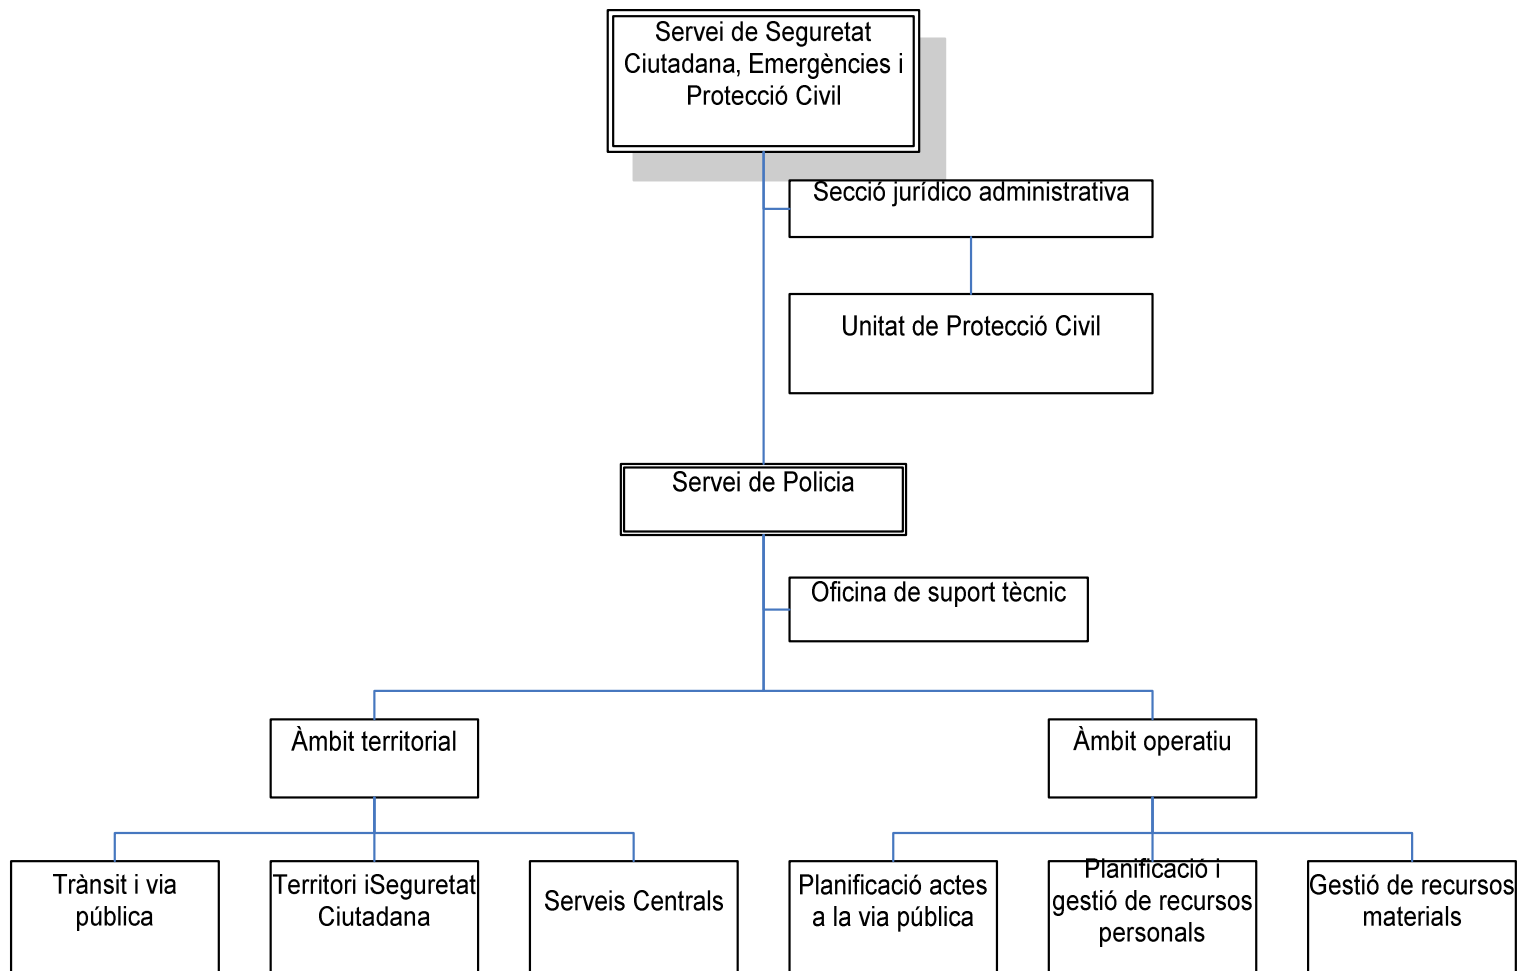 Servei de Seguretat
Ciutadana, Emergències i
Protecció Civil
Secció jurídico administrativa
Unitat de Protecció Civil
Servei de Policia
Oficina de suport tècnic
Àmbit territorial
Àmbit operatiu
Trànsit i via
pública
Territori iSeguretat
Ciutadana
Serveis Centrals
Planificació actes
a la via pública
Planificació i
gestió de recursos
personals
Gestió de recursos
materials